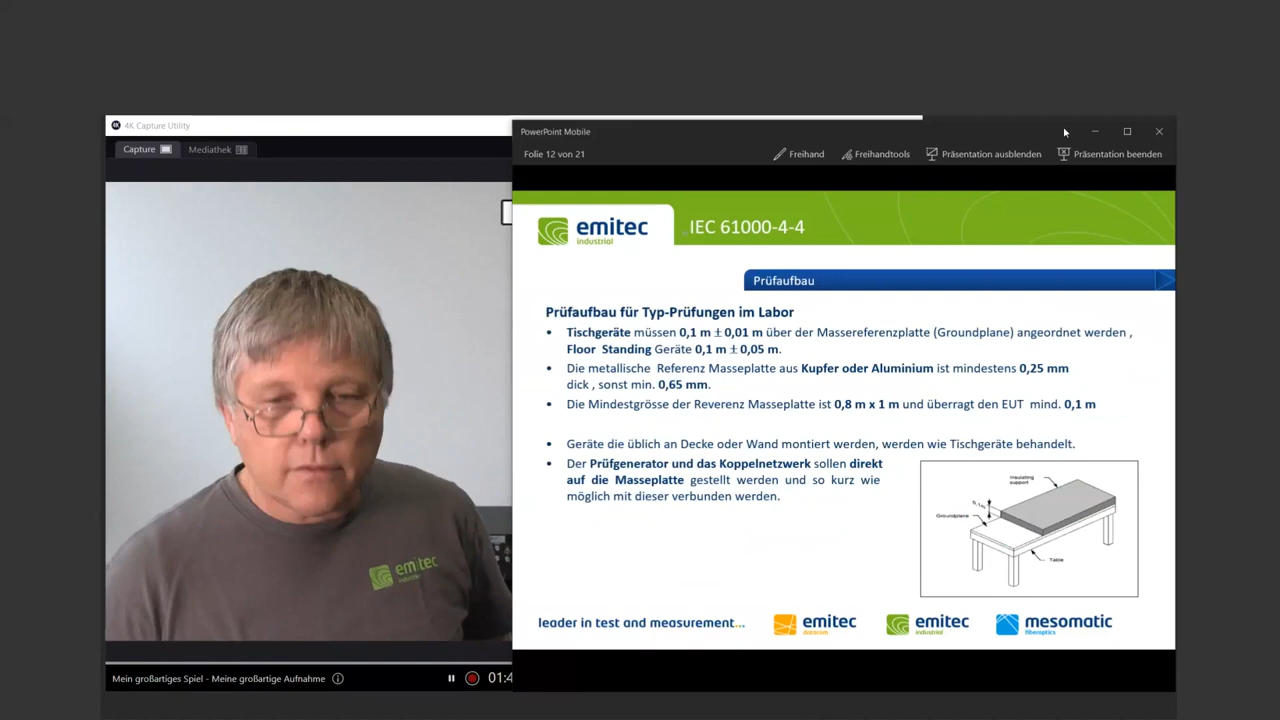 4K Capture Utility
Capture
Mediathek
PowerPoint Mobile
Folie 12 von 21
Freihand
Freihandtools
Präsentation ausblenden
Präsentation beenden
emitec
industrial
IEC 61000-4-4
Prüfaufbau
Prüfaufbau für Typ-Prüfungen im Labor
• Tischgeräte müssen 0,1 m ± 0,01 m über der Massereferenzplatte (Groundplane) angeordnet werden ,
Floor Standing Geräte 0,1 m ± 0,05 m.
• Die metallische Referenz Masseplatte aus Kupfer oder Aluminium ist mindestens 0,25 mm
dick , sonst min. 0,65 mm.
• Die Mindestgrösse der Reverenz Masseplatte ist 0,8 m x 1 m und überragt den EUT mind. 0,1 m
• Geräte die üblich an Decke oder Wand montiert werden, werden wie Tischgeräte behandelt.
• Der Prüfgenerator und das Koppelnetzwerk sollen direkt
auf die Masseplatte gestellt werden und so kurz wie
möglich mit dieser verbunden werden.
Insulating
support
0,1m
Groundplane
Table
emitec
leader in test and measurement...
emitec
datacom
emitec
industrial
mesomatic
fiberoptics
Mein großartiges Spiel - Meine großartige Aufnahme
01:4